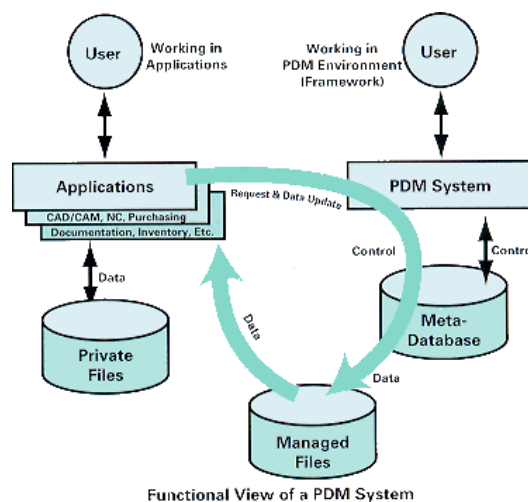 User
Working in
Applications
Working in
PDM Environment
(Framework)
User
Applications
CAD/CAM, NC, Purchasing
Documentation, Inventory, Etc.
Request & Data Update
PDM System
Control
Control
Data
Private
Files
Data
Meta-
Database
Data
Managed
Files
Functional View of a PDM System